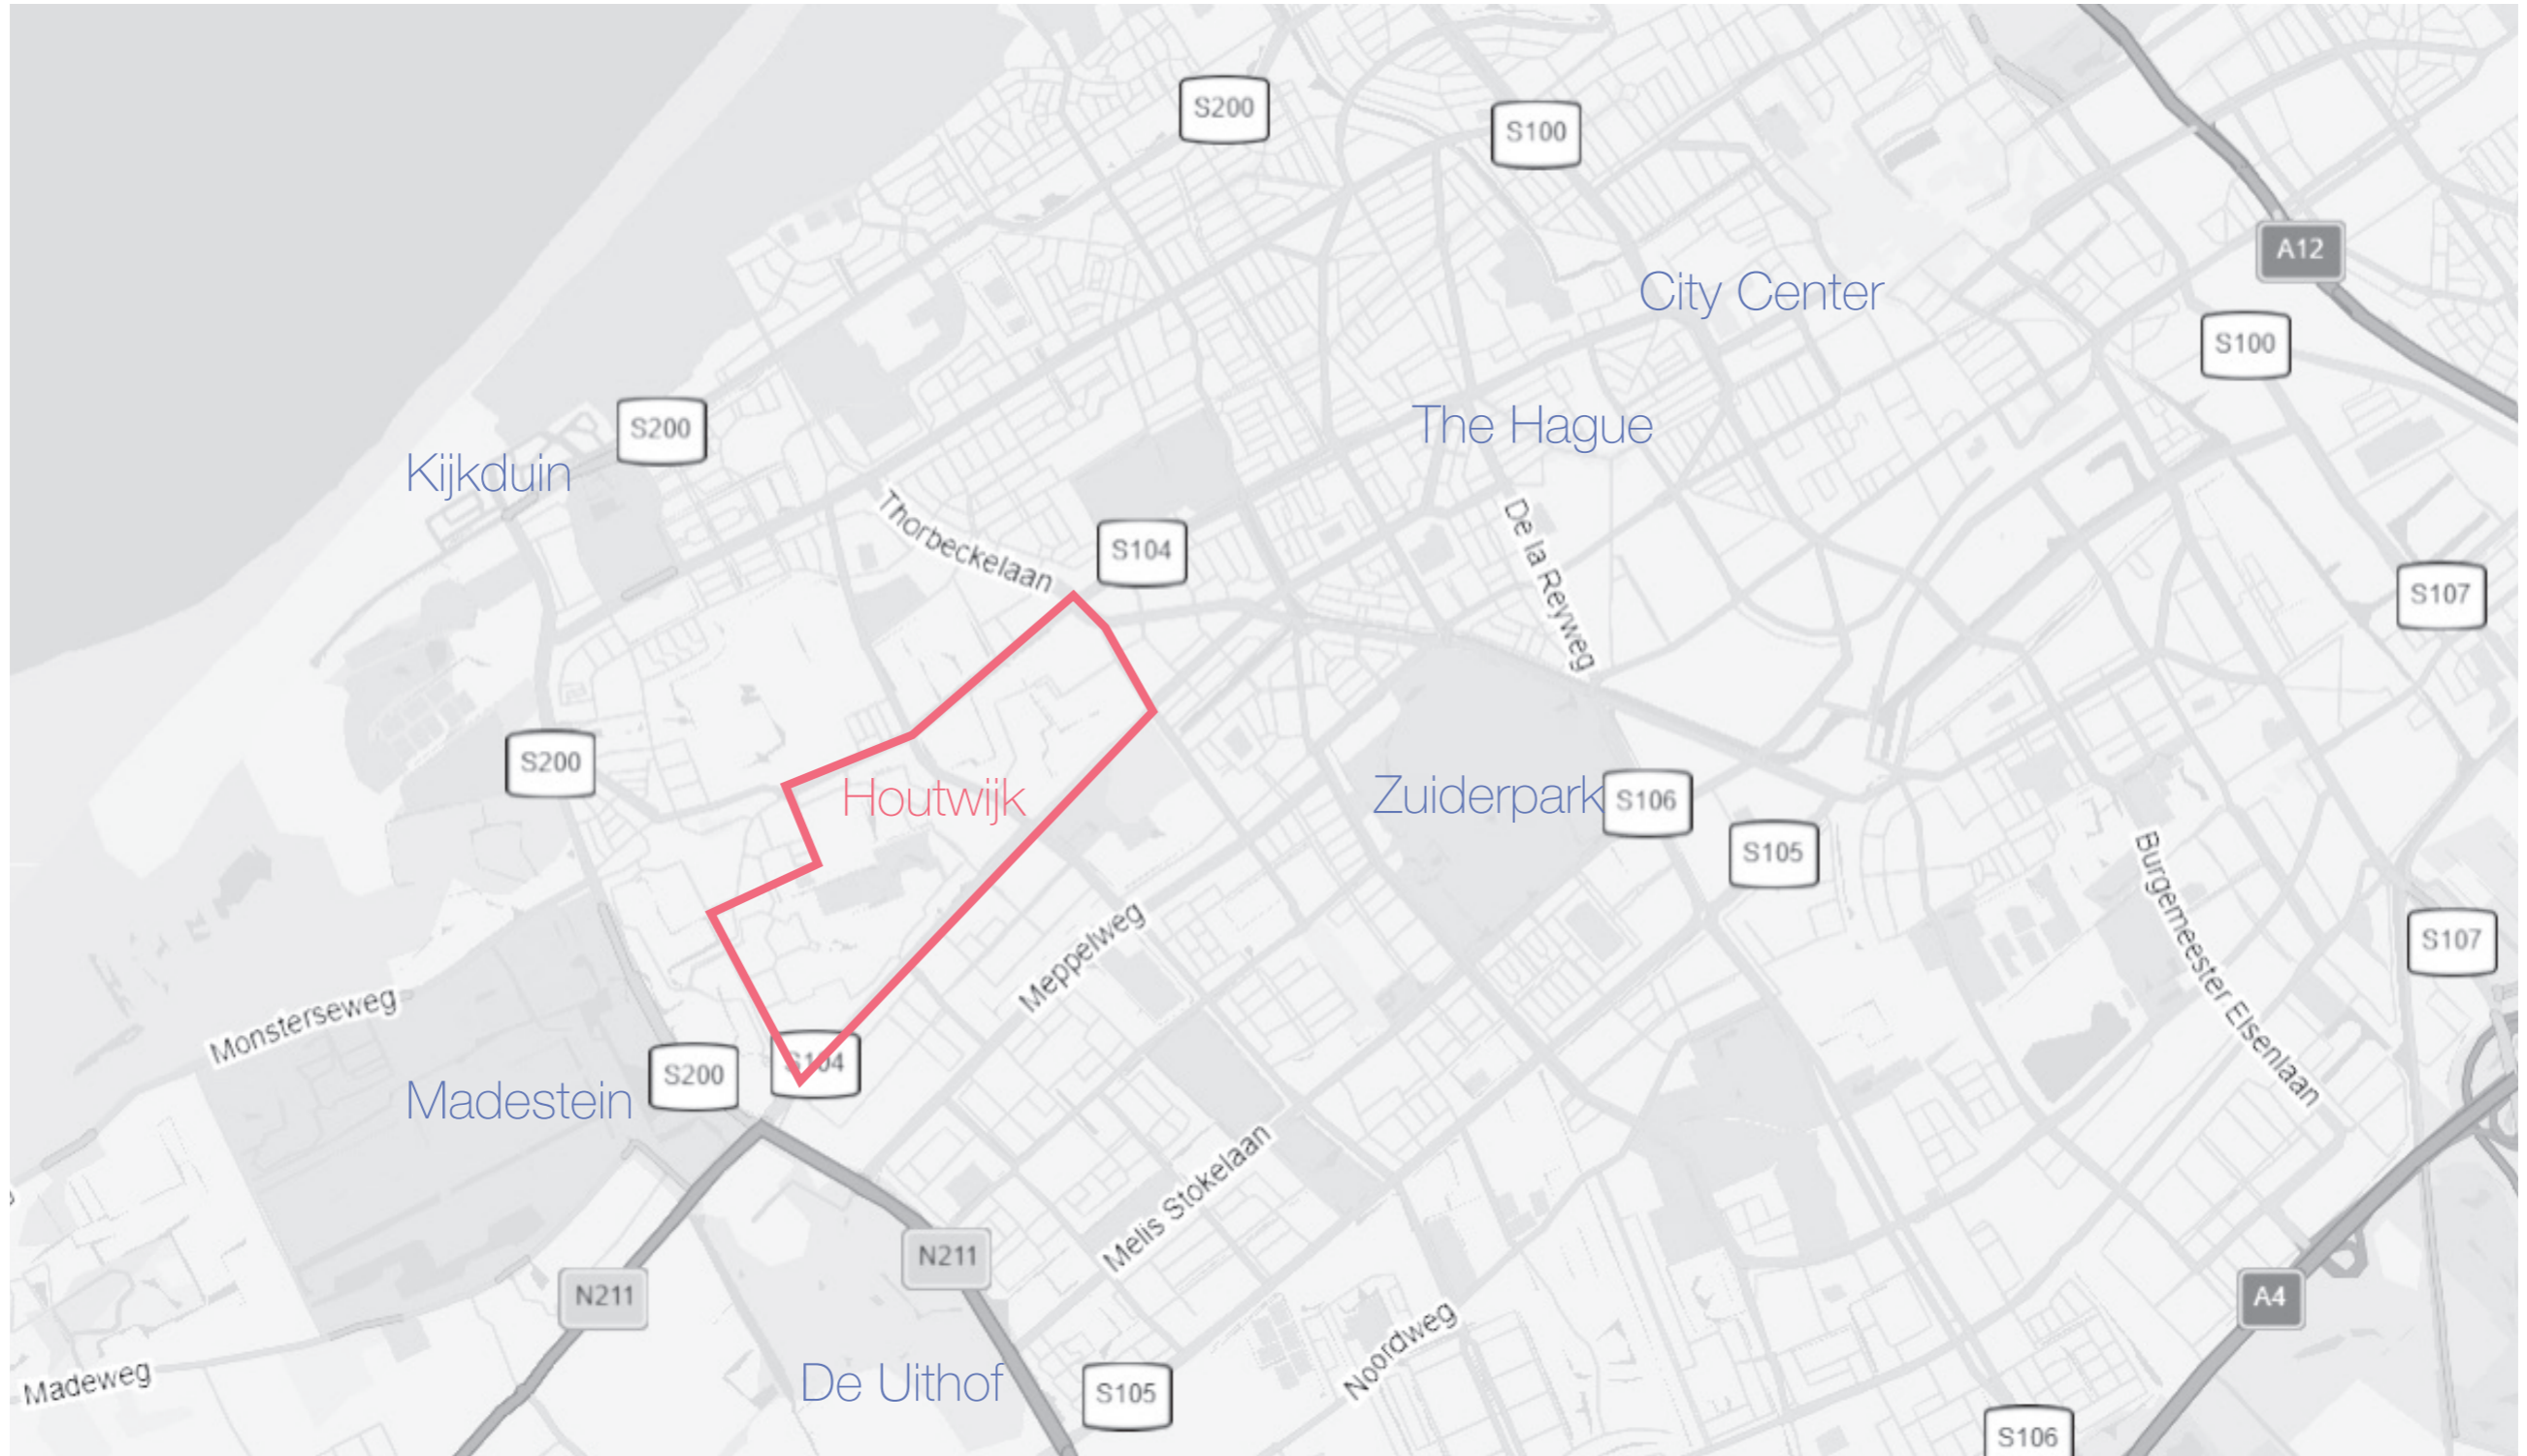 S200
S100
A12
City Center
S100
The Hague
S200
Kijkduin
Thorbeckelaan
S104
De la Reyweg
S107
S200
Houtwijk
Zuiderpark
S106
S105
Burgemeester Elsenlaan
S107
Meppelweg
Monsterseweg
S200
S104
Madestein
Melis Stokelaan
N211
N211
A4
Noordweg
Madeweg
De Uithof
S105
S106